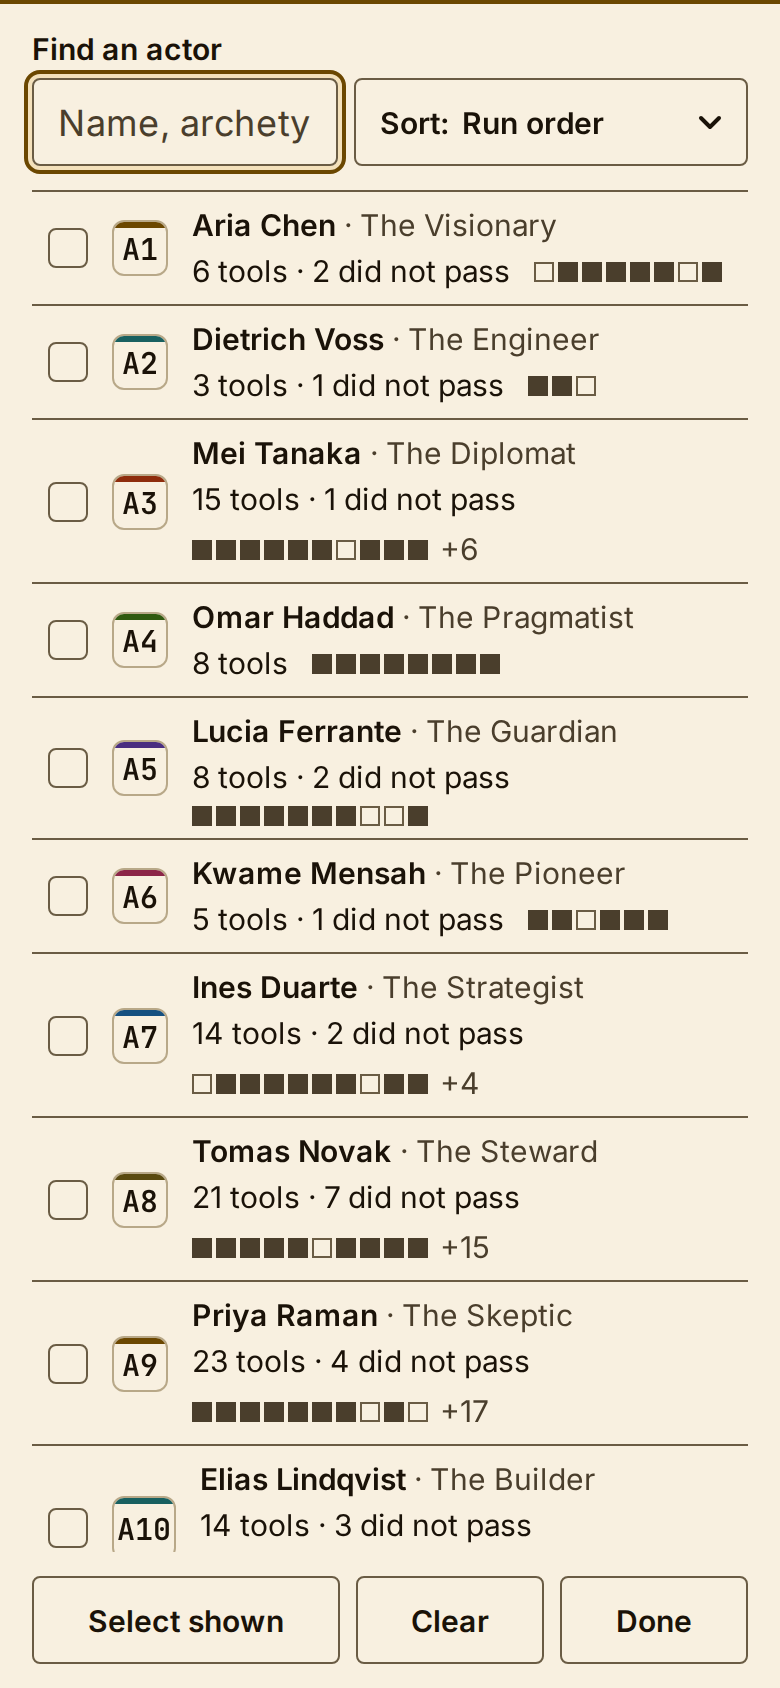 Find an actor
Name, archety
Sort: Run order
A1
Aria Chen · The Visionary
6 tools · 2 did not pass
A2
Dietrich Voss · The Engineer
3 tools · 1 did not pass
A3
Mei Tanaka · The Diplomat
15 tools · 1 did not pass
+6
A4
Omar Haddad · The Pragmatist
8 tools
A5
Lucia Ferrante · The Guardian
8 tools · 2 did not pass
A6
Kwame Mensah · The Pioneer
5 tools · 1 did not pass
A7
Ines Duarte · The Strategist
14 tools · 2 did not pass
+4
A8
Tomas Novak · The Steward
21 tools · 7 did not pass
+15
A9
Priya Raman · The Skeptic
23 tools · 4 did not pass
+17
A10
Elias Lindqvist · The Builder
14 tools · 3 did not pass
Select shown
Clear
Done